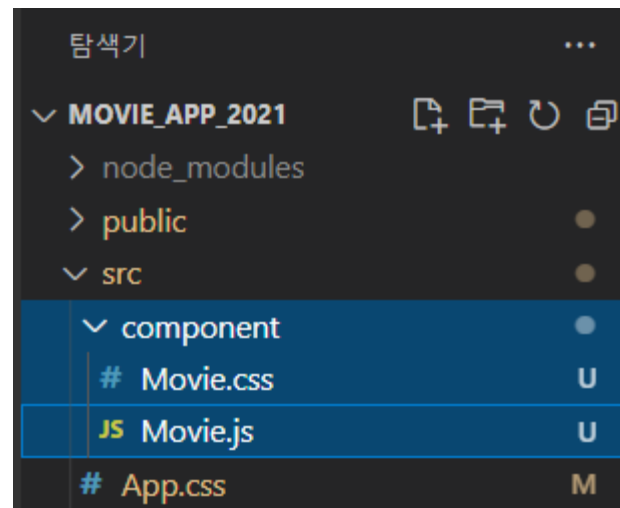 탐색기 ...
MOVIE_APP_2021
node_modules
public
src
component
# Movie.css U
JS Movie.js U
# App.css M